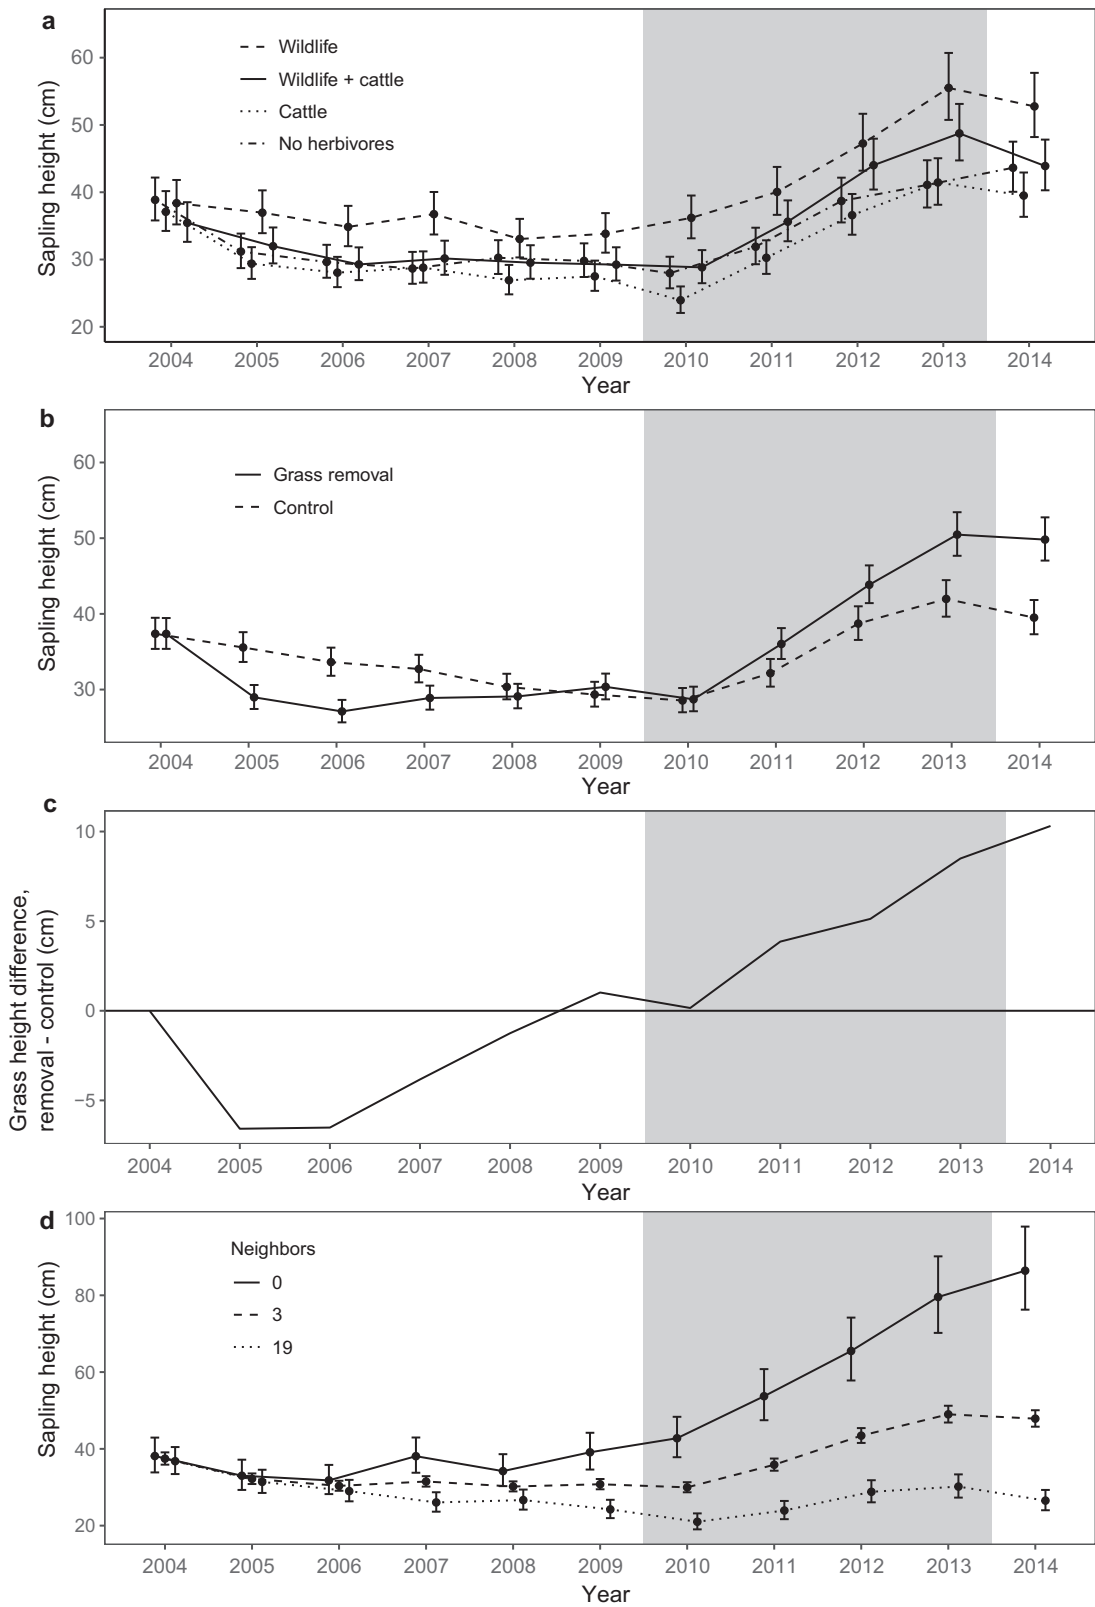 a
Sapling height (cm)
60
50
40
30
20
Wildlife
Wildlife + cattle
Cattle
No herbivores
2004 2005 2006 2007 2008 2009 2010 2011 2012 2013 2014
Year
b
Sapling height (cm)
60
50
40
30
Grass removal
Control
2004 2005 2006 2007 2008 2009 2010 2011 2012 2013 2014
Year
c
Grass height difference,
removal - control (cm)
10
5
0
−5
2004 2005 2006 2007 2008 2009 2010 2011 2012 2013 2014
Year
d
Sapling height (cm)
100
80
60
40
20
Neighbors
0
3
19
2004 2005 2006 2007 2008 2009 2010 2011 2012 2013 2014
Year